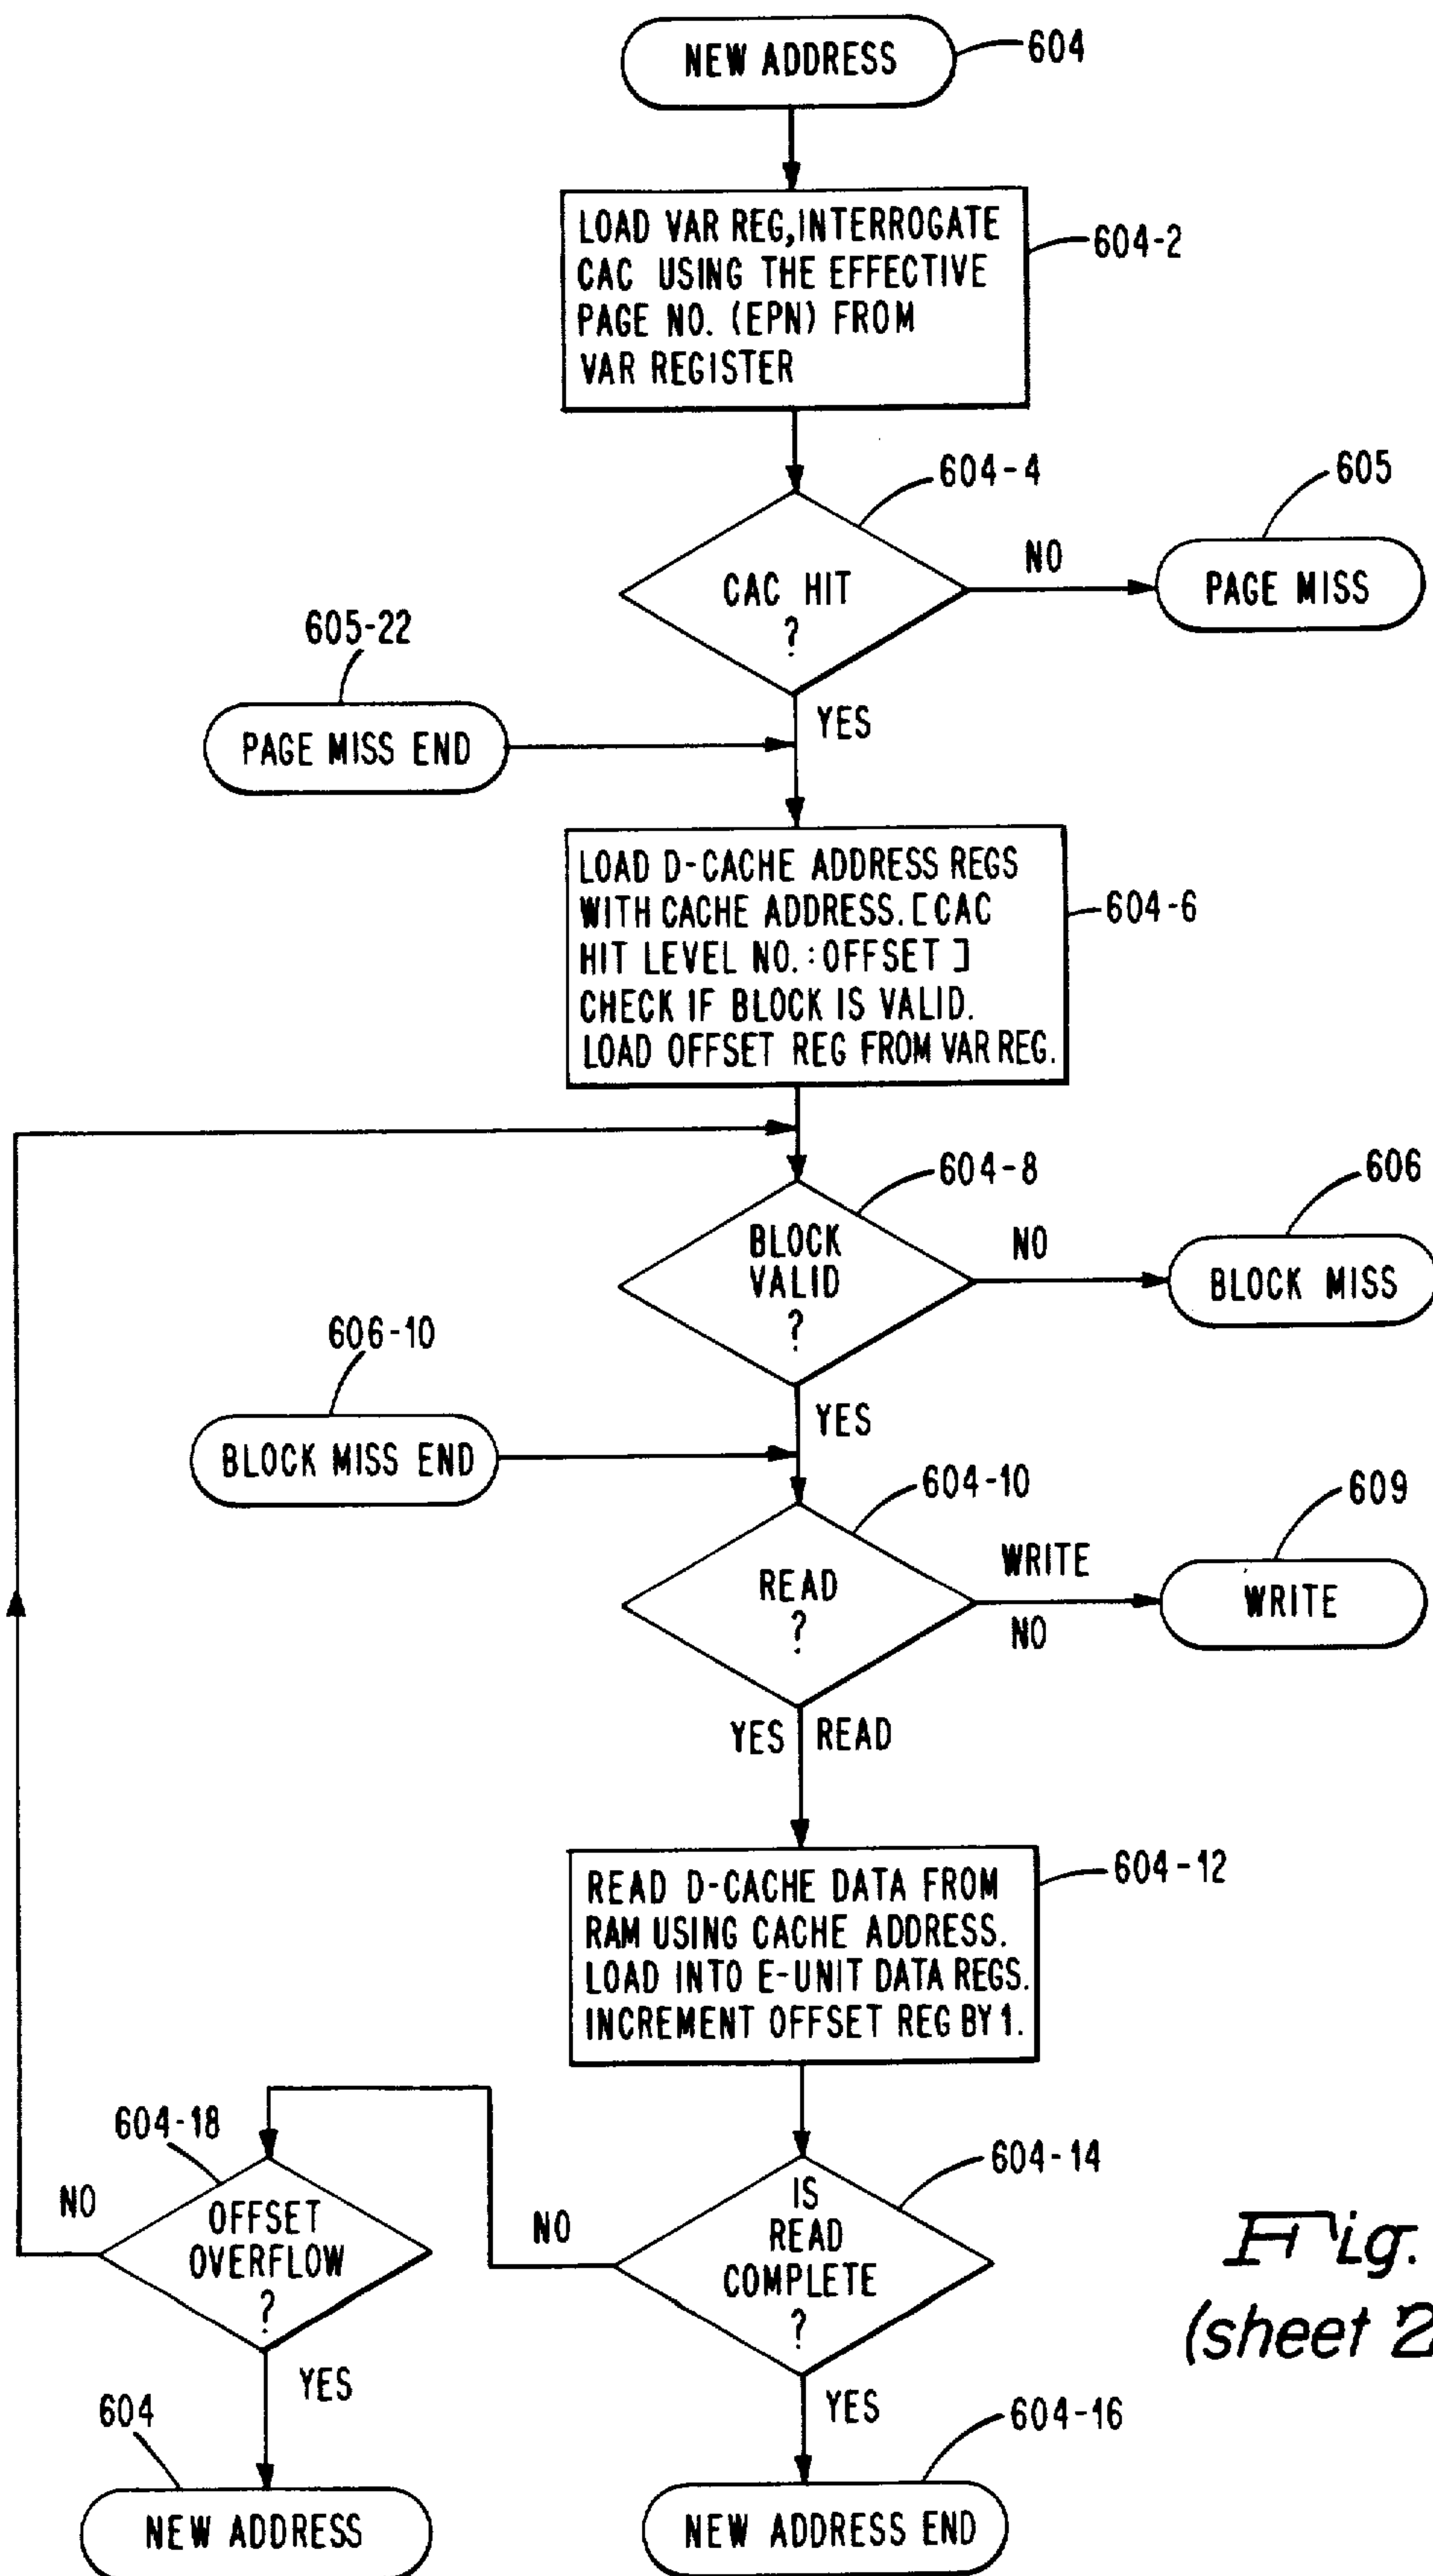 NEW ADDRESS
604
LOAD VAR REG, INTERROGATE
CAC USING THE EFFECTIVE
PAGE NO. (EPN) FROM
VAR REGISTER
604-2
604-4
CAC HIT
?
NO
605
PAGE MISS
YES
605-22
PAGE MISS END
LOAD D-CACHE ADDRESS REGS
WITH CACHE ADDRESS. [CAC
HIT LEVEL NO. : OFFSET ]
CHECK IF BLOCK IS VALID.
LOAD OFFSET REG FROM VAR REG.
604-6
604-8
BLOCK
VALID
?
NO
606
BLOCK MISS
YES
606-10
BLOCK MISS END
604-10
READ
?
WRITE
NO
609
WRITE
YES READ
READ D-CACHE DATA FROM
RAM USING CACHE ADDRESS.
LOAD INTO E-UNIT DATA REGS.
INCREMENT OFFSET REG BY 1.
604-12
604-14
IS
READ
COMPLETE
?
NO
604-18
OFFSET
OVERFLOW
?
NO
YES
604
NEW ADDRESS
YES
604-16
NEW ADDRESS END
Fig.
(sheet 2